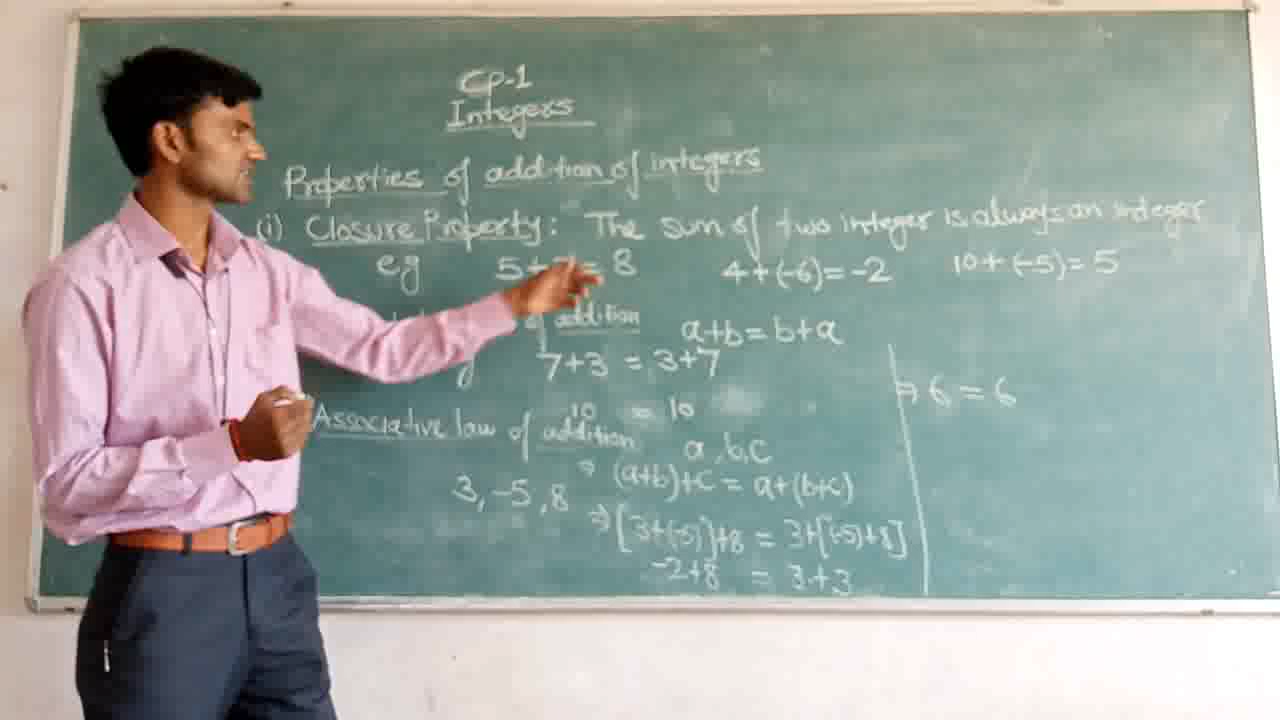 CP-1
Integers
Properties of addition of integers
(i) Closure Property: The sum of two integer is always an integer
eg 5+ = 8 4+(-6)=-2 10+(-5)=5
of addition a+b=b+a
7+3 = 3+7
10 = 10
⇒ 6 = 6
Associative law of addition a,b,c
⇒ (a+b)+c = a+(b+c)
3,-5,8
⇒ [3+(-5)]+8 = 3+[(-5)+8]
-2+8 = 3+3